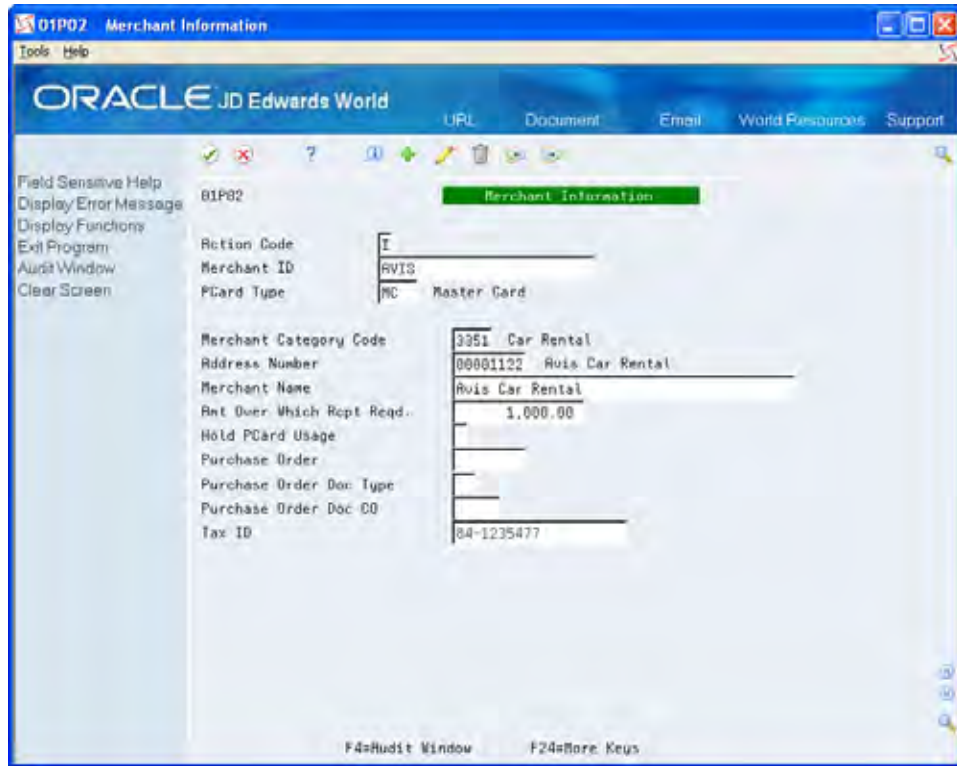 01P02 Merchant Information
Tools Help
ORACLE JD Edwards World
URL Document Email World Resources Support
?
Field Sensitive Help
Display Error Message
Display Functions
Exit Program
Audit Window
Clear Screen
01P02 Merchant Information
Action Code I
Merchant ID AVIS
PCard Type MC Master Card
Merchant Category Code 3351 Car Rental
Address Number 00001122 Avis Car Rental
Merchant Name Avis Car Rental
Amt Over Which Rcpt Reqd. 1,000.00
Hold PCard Usage
Purchase Order
Purchase Order Doc Type
Purchase Order Doc CO
Tax ID 84-1235477
F4=Audit Window F24=More Keys